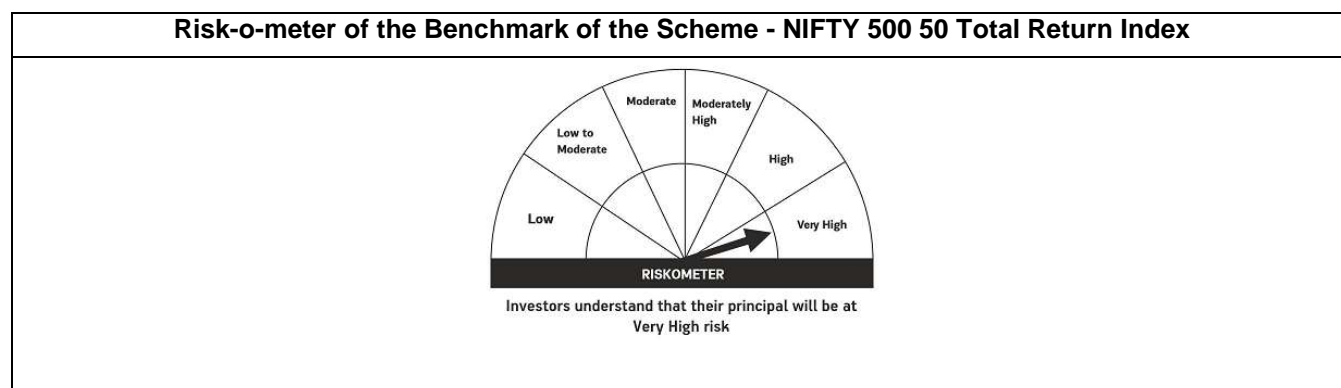 Risk-o-meter of the Benchmark of the Scheme - NIFTY 500 50 Total Return Index
Moderate
Moderately
High
Low to
Moderate
High
Low
Very High
RISKOMETER
Investors understand that their principal will be at
Very High risk